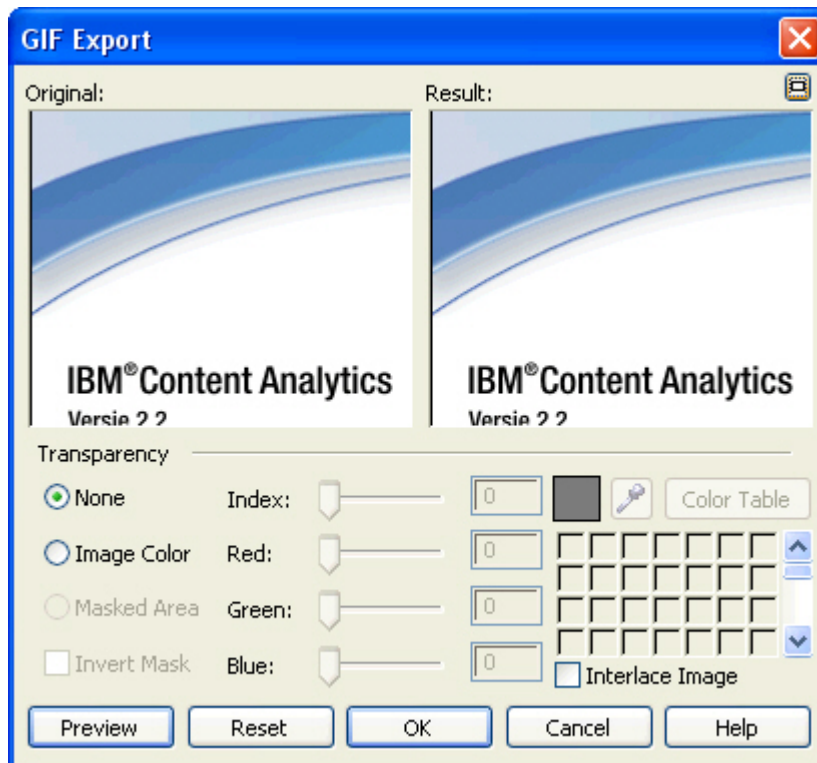 GIF Export
Original: Result:
IBM®Content Analytics
Versie 2.2
IBM®Content Analytics
Versie 2.2
Transparency
None Index: 0 Color Table
Image Color Red: 0
Masked Area Green: 0
Invert Mask Blue: 0
Interlace Image
Preview Reset OK Cancel Help